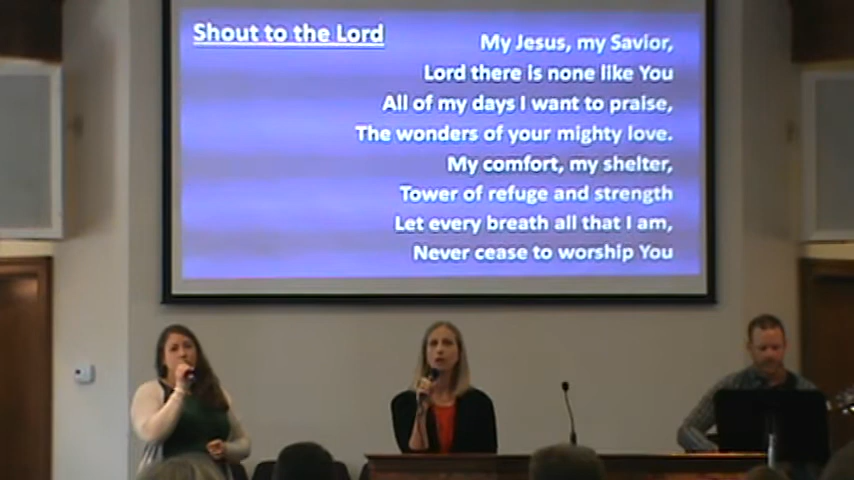 Shout to the Lord
My Jesus, my Savior,
Lord there is none like You
All of my days I want to praise,
The wonders of your mighty love.
My comfort, my shelter,
Tower of refuge and strength
Let every breath all that I am,
Never cease to worship You